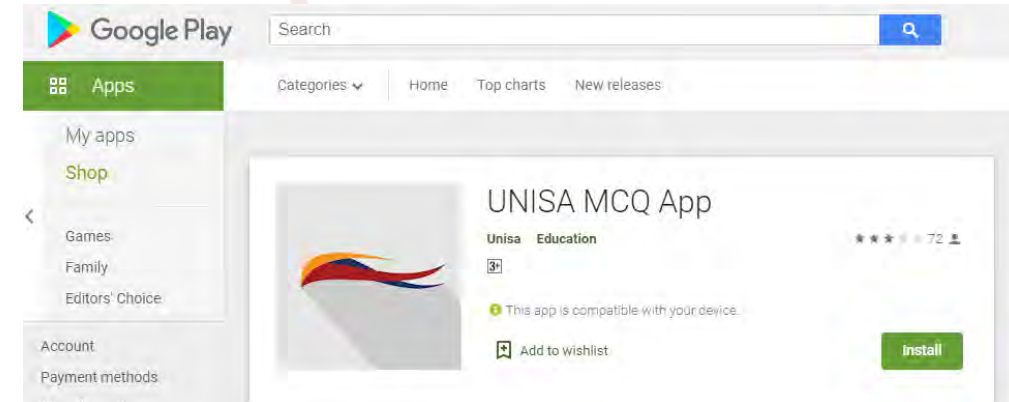 Google Play
Search
Apps
Categories
Home
Top charts
New releases
My apps
Shop
Games
Family
Editors' Choice
Account
Payment methods
UNISA MCQ App
Unisa Education
72
3+
This app is compatible with your device.
Add to wishlist
Install